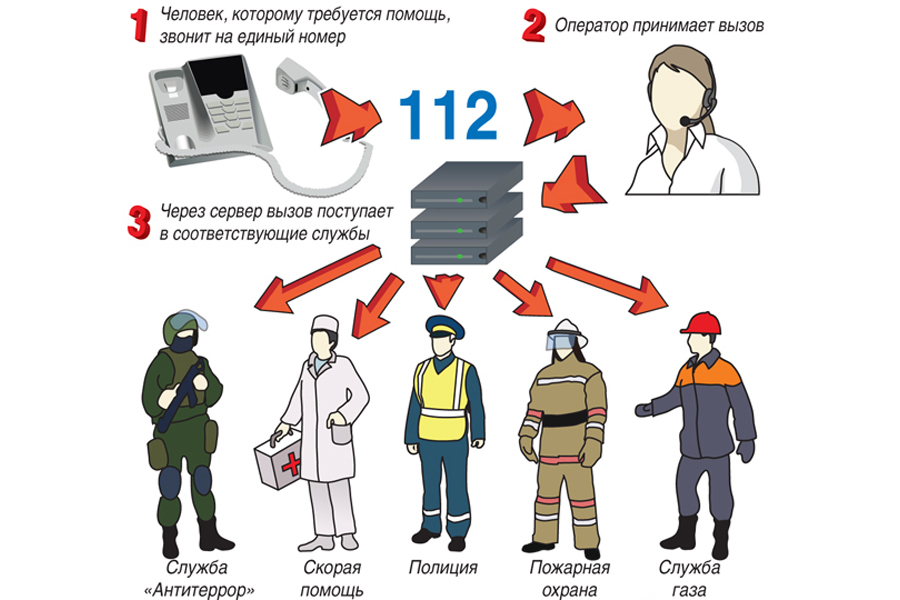 1 Человек, которому требуется помощь,
звонит на единый номер
2 Оператор принимает вызов
112
3 Через сервер вызов поступает
в соответствующие службы
Служба
«Антитеррор»
Скорая
помощь
Полиция
Пожарная
охрана
Служба
газа